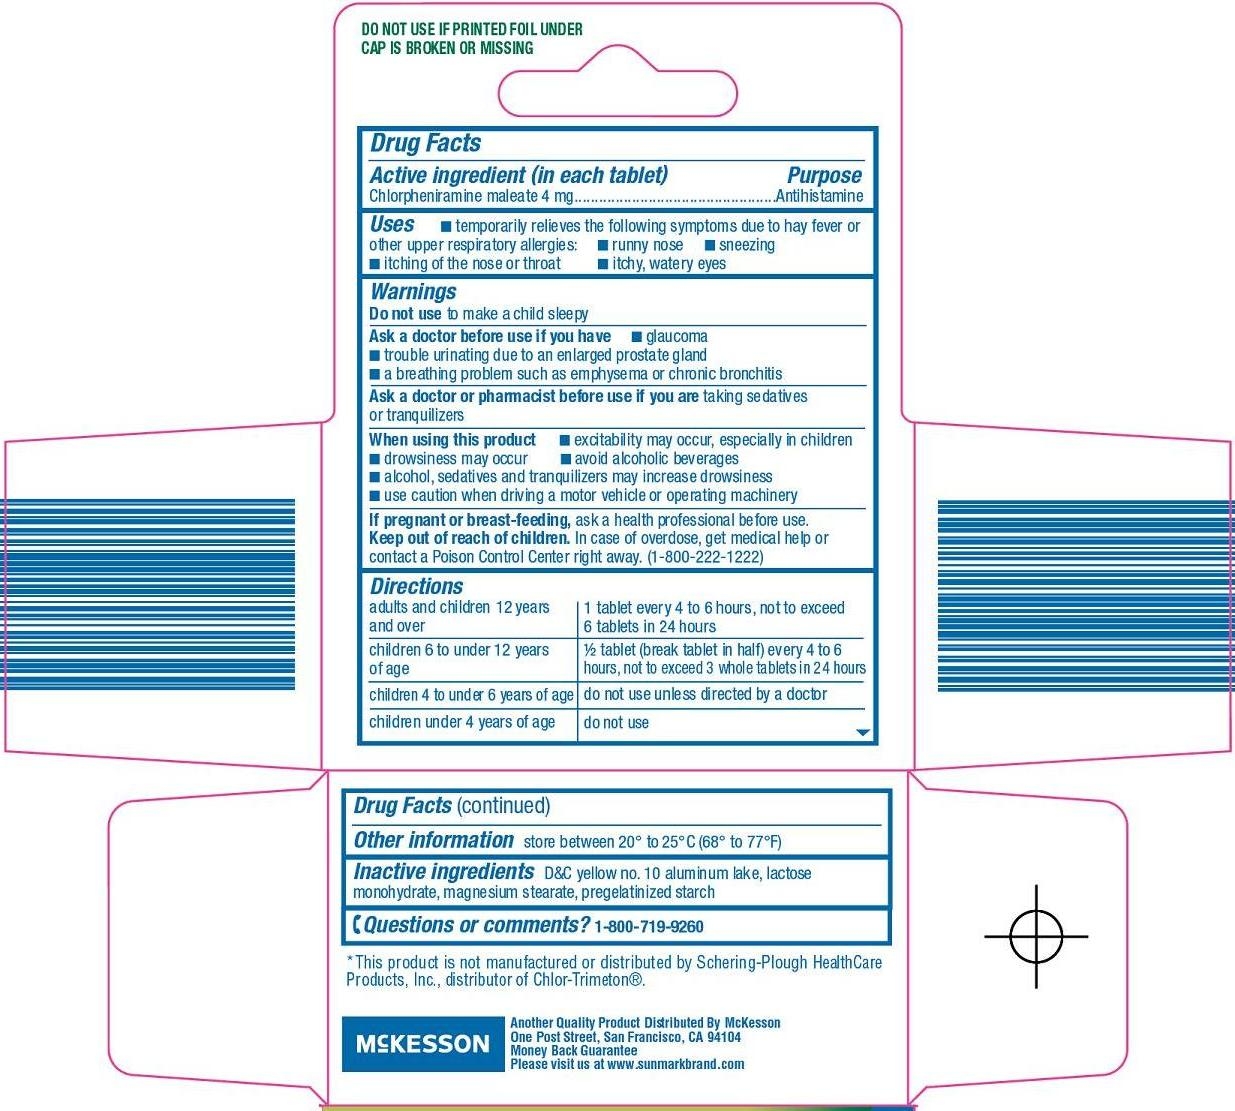 DO NOT USE IF PRINTED FOIL UNDER
CAP IS BROKEN OR MISSING
Drug Facts
Active ingredient (in each tablet) Purpose
Chlorpheniramine maleate 4 mg.................................................Antihistamine
Uses ■ temporarily relieves the following symptoms due to hay fever or
other upper respiratory allergies: ■ runny nose ■ sneezing
■ itching of the nose or throat ■ itchy, watery eyes
Warnings
Do not use to make a child sleepy
Ask a doctor before use if you have ■ glaucoma
■ trouble urinating due to an enlarged prostate gland
■ a breathing problem such as emphysema or chronic bronchitis
Ask a doctor or pharmacist before use if you are taking sedatives
or tranquilizers
When using this product ■ excitability may occur, especially in children
■ drowsiness may occur ■ avoid alcoholic beverages
■ alcohol, sedatives and tranquilizers may increase drowsiness
■ use caution when driving a motor vehicle or operating machinery
If pregnant or breast-feeding, ask a health professional before use.
Keep out of reach of children. In case of overdose, get medical help or
contact a Poison Control Center right away. (1-800-222-1222)
Directions
adults and children 12 years
and over
1 tablet every 4 to 6 hours, not to exceed
6 tablets in 24 hours
children 6 to under 12 years
of age
½ tablet (break tablet in half) every 4 to 6
hours, not to exceed 3 whole tablets in 24 hours
children 4 to under 6 years of age do not use unless directed by a doctor
children under 4 years of age do not use
Drug Facts (continued)
Other information store between 20° to 25°C (68° to 77°F)
Inactive ingredients D&C yellow no. 10 aluminum lake, lactose
monohydrate, magnesium stearate, pregelatinized starch
Questions or comments? 1-800-719-9260
*This product is not manufactured or distributed by Schering-Plough HealthCare
Products, Inc., distributor of Chlor-Trimeton®.
McKESSON
Another Quality Product Distributed By McKesson
One Post Street, San Francisco, CA 94104
Money Back Guarantee
Please visit us at www.sunmarkbrand.com